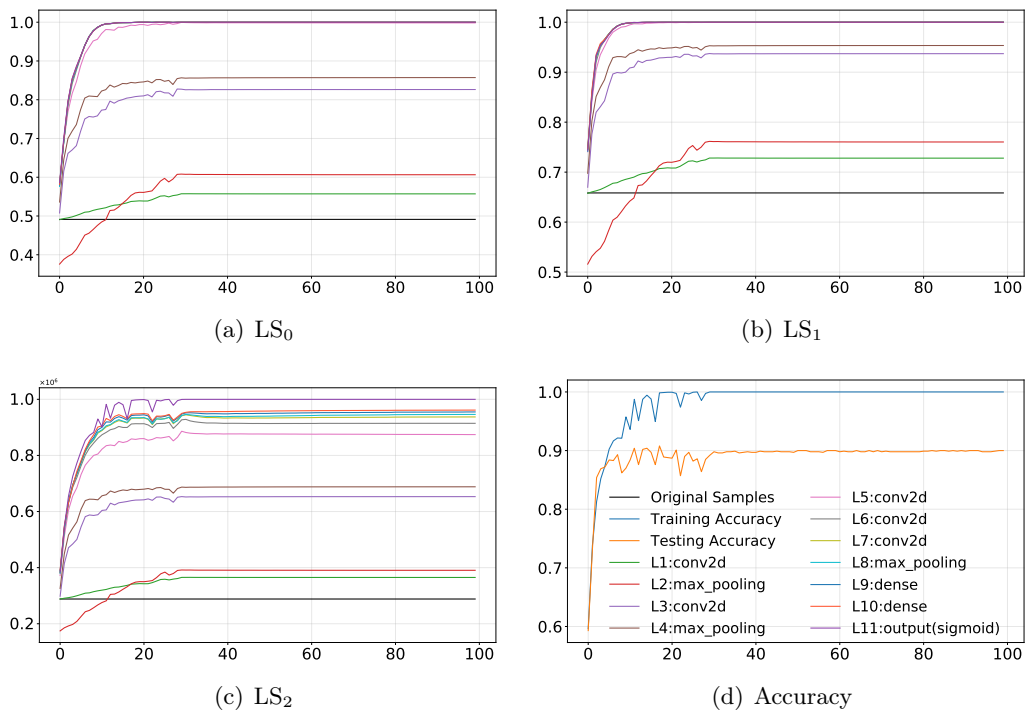 1.0
0.9
0.8
0.7
0.6
0.5
0.4
0 20 40 60 80 100
(a) LS₀
1.0
0.9
0.8
0.7
0.6
0.5
0 20 40 60 80 100
(b) LS₁
×10⁶
1.0
0.8
0.6
0.4
0.2
0 20 40 60 80 100
(c) LS₂
1.0
0.9
0.8
0.7
0.6
Original Samples
Training Accuracy
Testing Accuracy
L1:conv2d
L2:max_pooling
L3:conv2d
L4:max_pooling
L5:conv2d
L6:conv2d
L7:conv2d
L8:max_pooling
L9:dense
L10:dense
L11:output(sigmoid)
0 20 40 60 80 100
(d) Accuracy